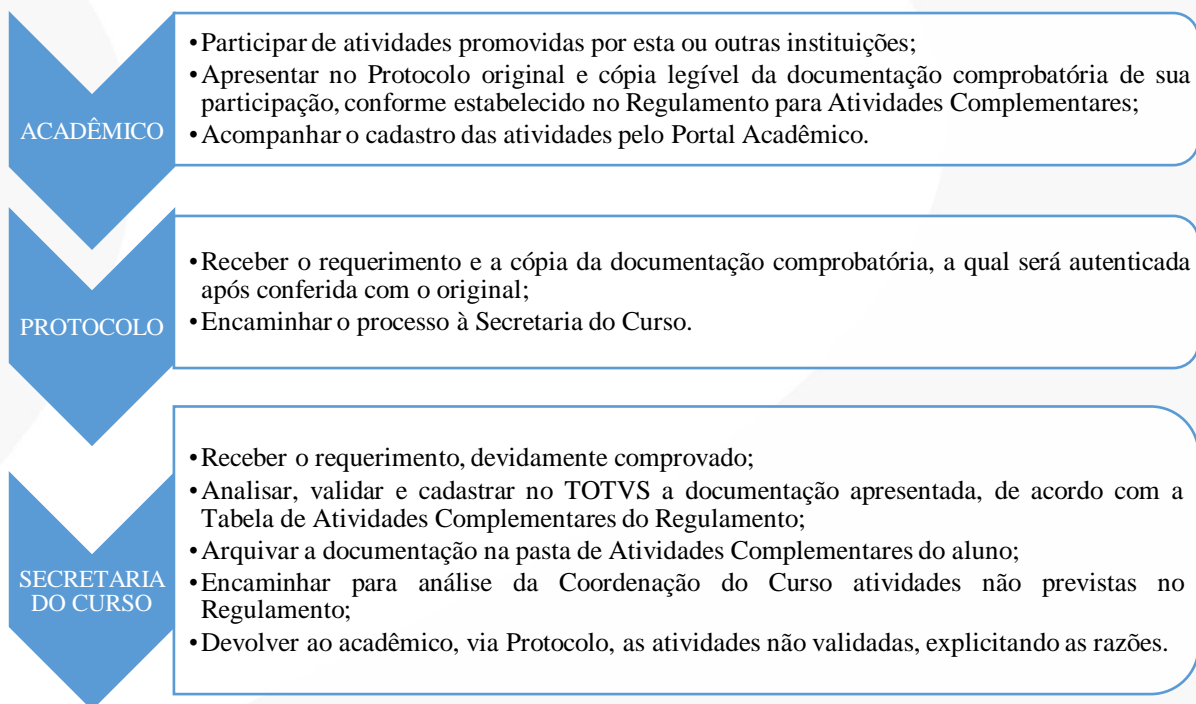 ACADÊMICO
•Participar de atividades promovidas por esta ou outras instituições;
•Apresentar no Protocolo original e cópia legível da documentação comprobatória de sua
participação, conforme estabelecido no Regulamento para Atividades Complementares;
•Acompanhar o cadastro das atividades pelo Portal Acadêmico.
PROTOCOLO
•Receber o requerimento e a cópia da documentação comprobatória, a qual será autenticada
após conferida com o original;
•Encaminhar o processo à Secretaria do Curso.
SECRETARIA
DO CURSO
•Receber o requerimento, devidamente comprovado;
•Analisar, validar e cadastrar no TOTVS a documentação apresentada, de acordo com a
Tabela de Atividades Complementares do Regulamento;
•Arquivar a documentação na pasta de Atividades Complementares do aluno;
•Encaminhar para análise da Coordenação do Curso atividades não previstas no
Regulamento;
•Devolver ao acadêmico, via Protocolo, as atividades não validadas, explicitando as razões.